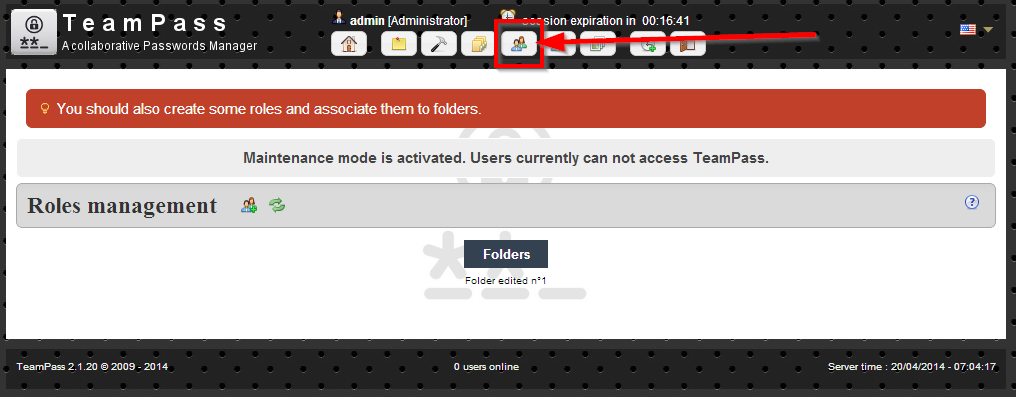 TeamPass
A collaborative Passwords Manager
admin [Administrator]
session expiration in 00:16:41
You should also create some roles and associate them to folders.
Maintenance mode is activated. Users currently can not access TeamPass.
Roles management
Folders
Folder edited n°1
TeamPass 2.1.20 © 2009 - 2014
0 users online
Server time : 20/04/2014 - 07:04:17